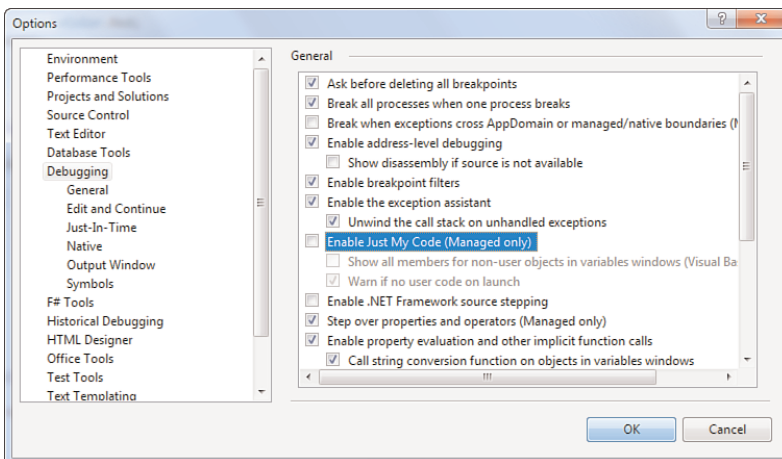 Options
Environment
Performance Tools
Projects and Solutions
Source Control
Text Editor
Database Tools
Debugging
General
Edit and Continue
Just-In-Time
Native
Output Window
Symbols
F# Tools
Historical Debugging
HTML Designer
Office Tools
Test Tools
Text Templating
General
Ask before deleting all breakpoints
Break all processes when one process breaks
Break when exceptions cross AppDomain or managed/native boundaries (
Enable address-level debugging
Show disassembly if source is not available
Enable breakpoint filters
Enable the exception assistant
Unwind the call stack on unhandled exceptions
Enable Just My Code (Managed only)
Show all members for non-user objects in variables windows (Visual Ba
Warn if no user code on launch
Enable .NET Framework source stepping
Step over properties and operators (Managed only)
Enable property evaluation and other implicit function calls
Call string conversion function on objects in variables windows
OK
Cancel